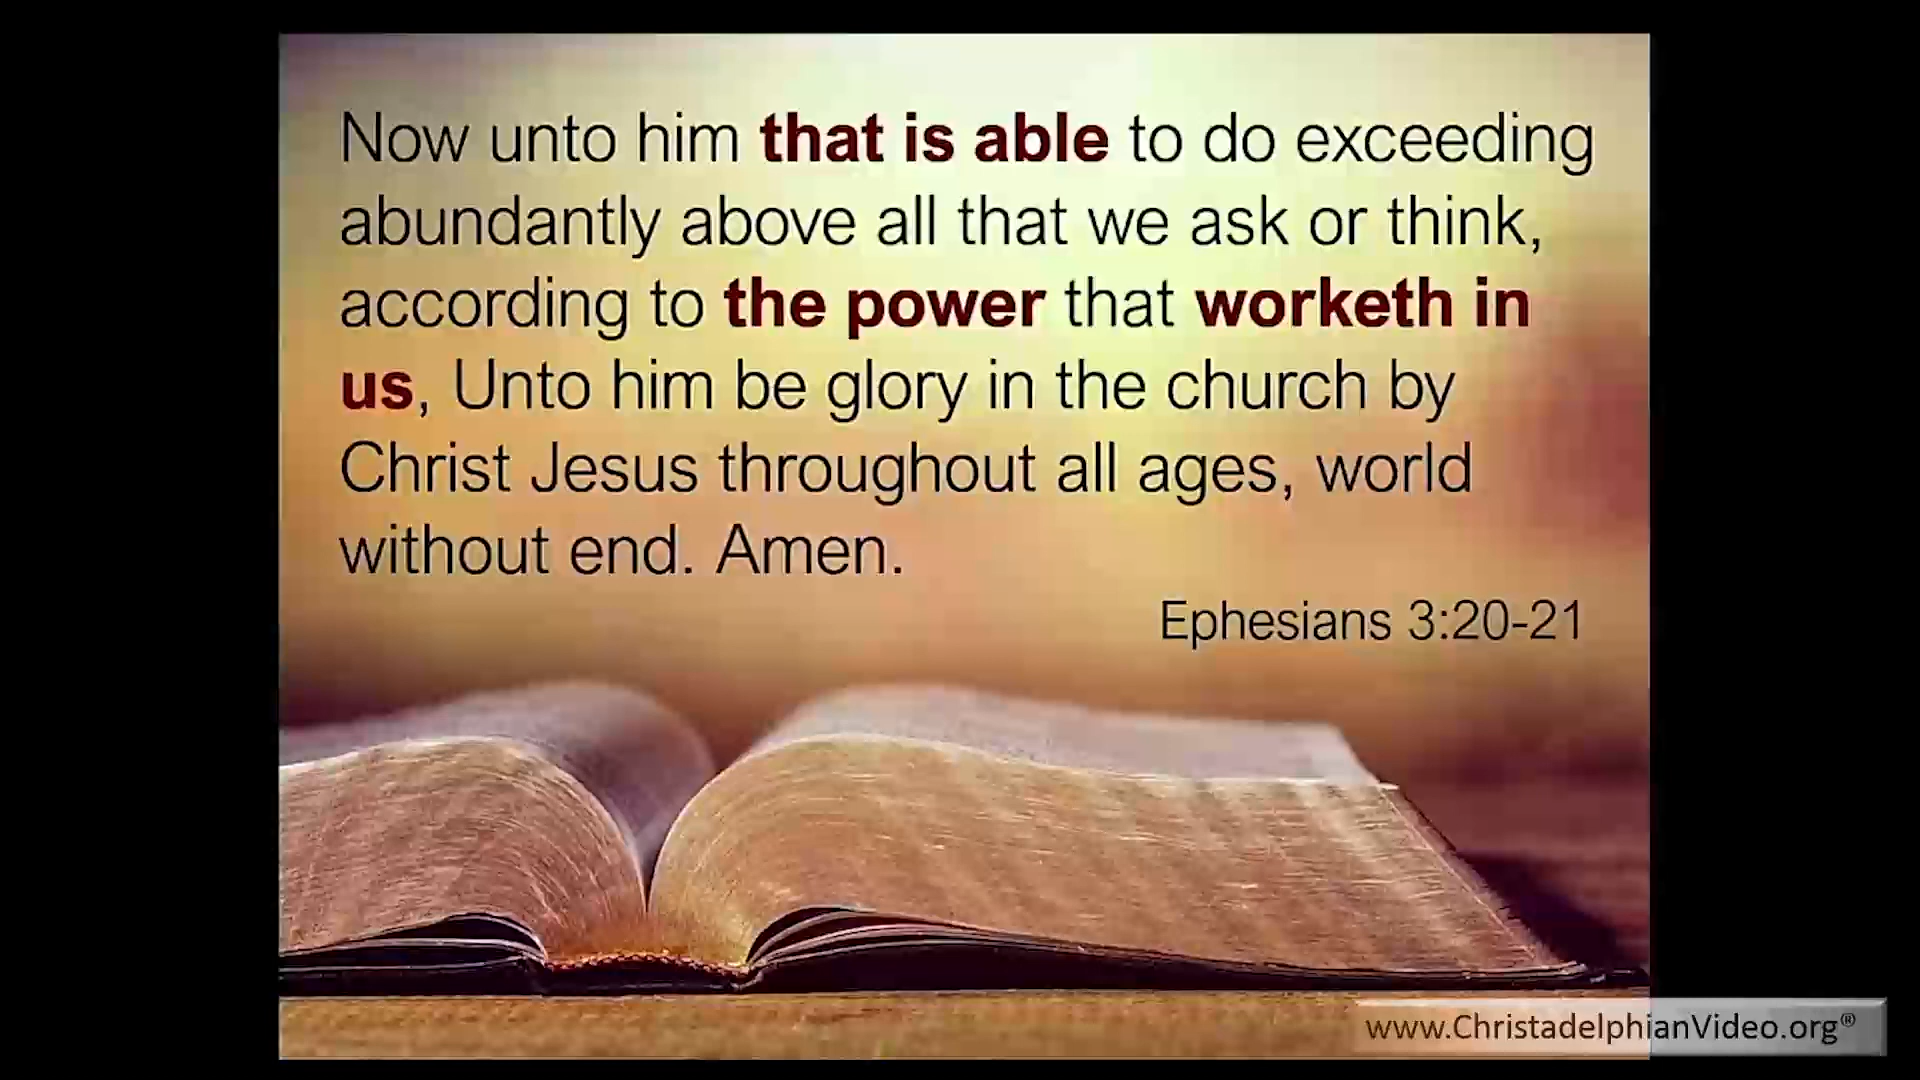 Now unto him that is able to do exceeding
abundantly above all that we ask or think,
according to the power that worketh in
us, Unto him be glory in the church by
Christ Jesus throughout all ages, world
without end. Amen.
Ephesians 3:20-21
www.ChristadelphianVideo.org®